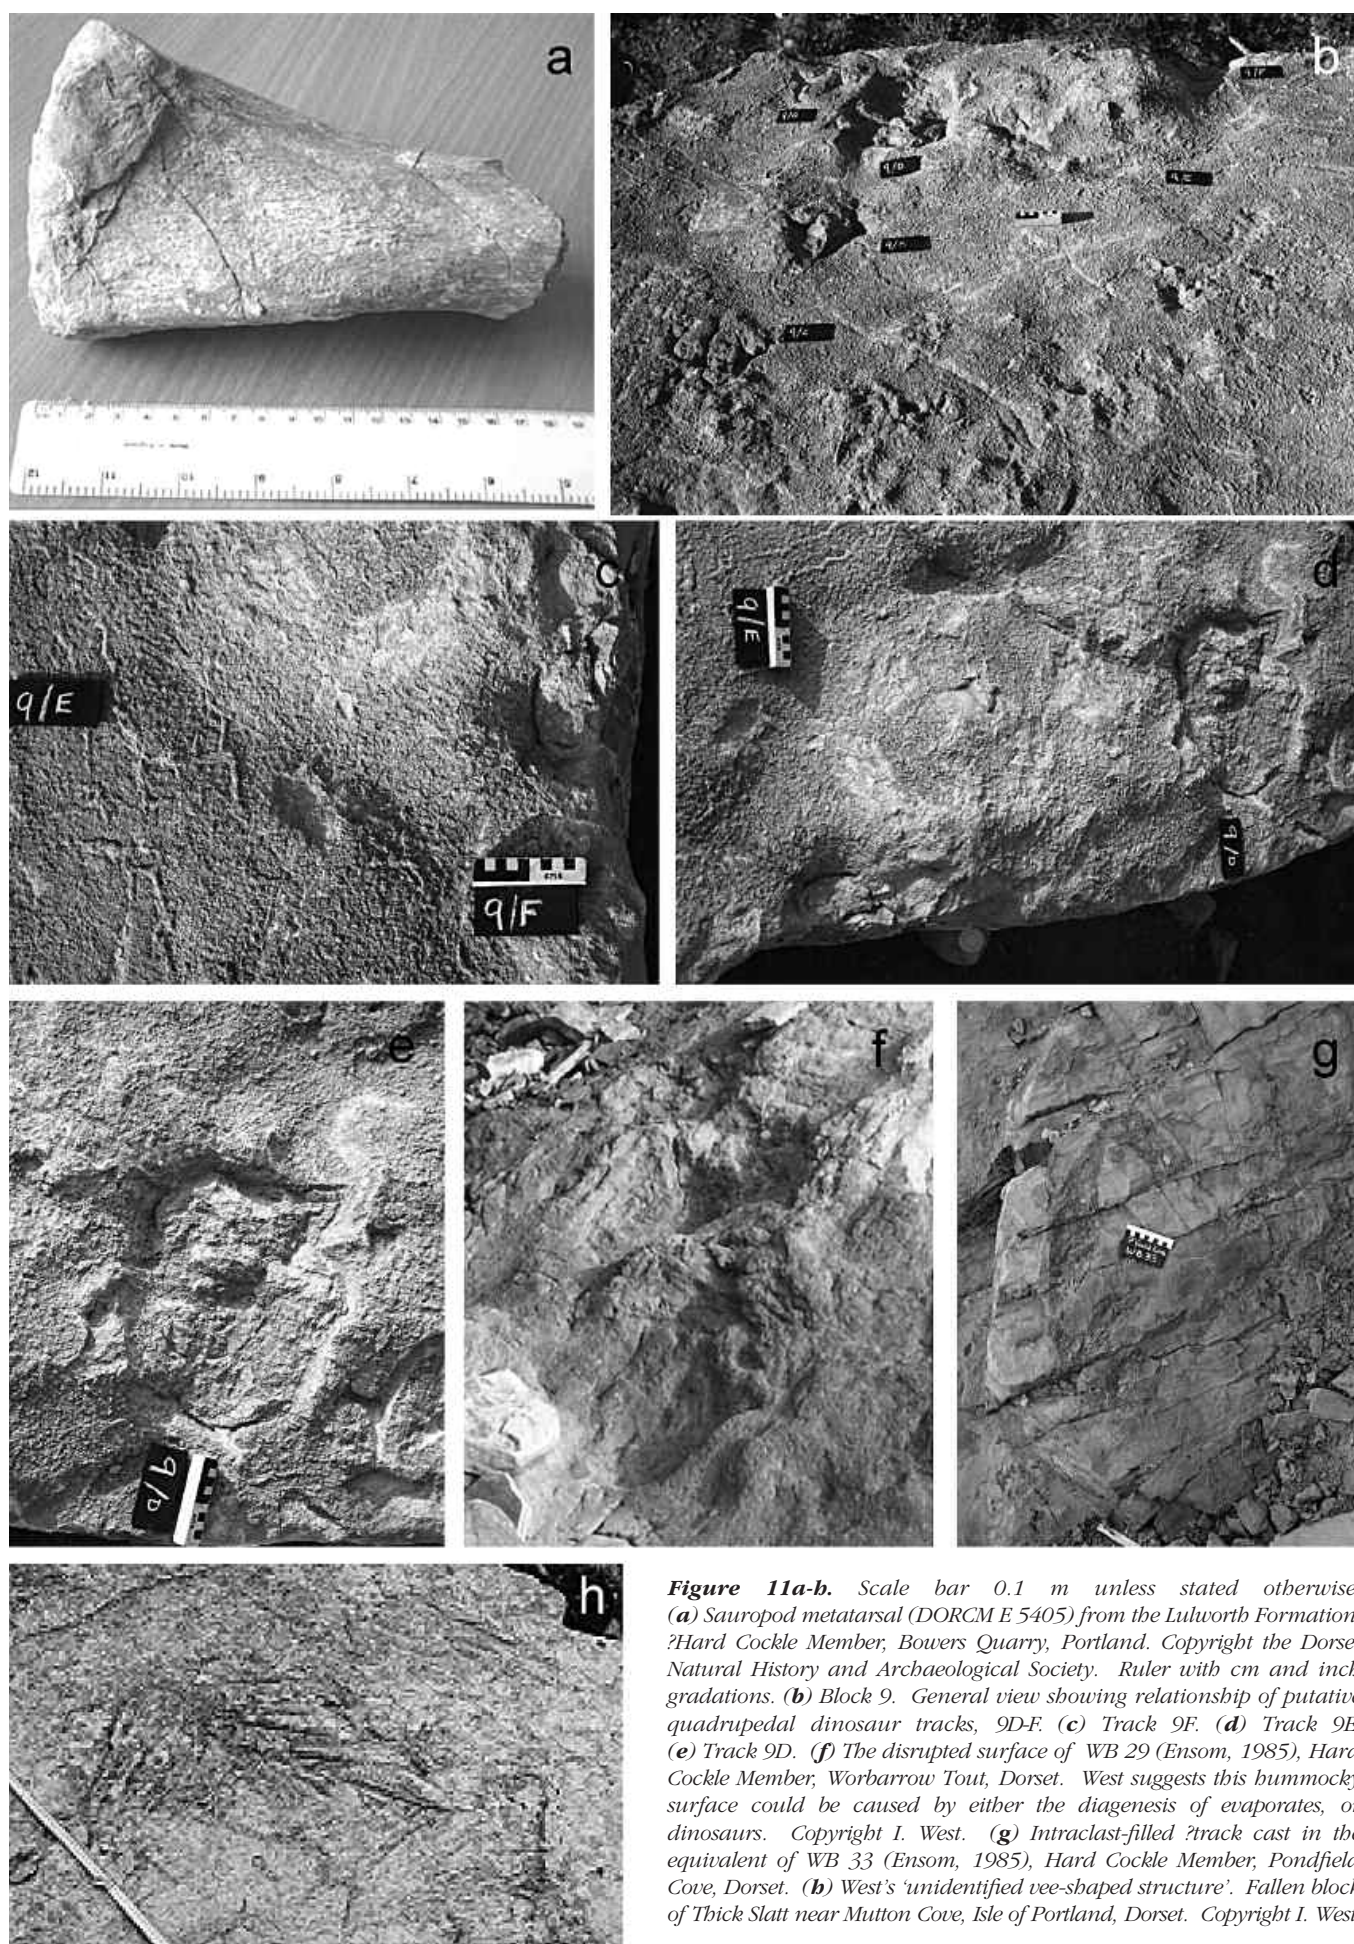 a
b
9/F
9/D
9/E
9/C
c
9/E
cms
9/F
d
9/E
9/D
e
9/D
f
g
WB 33
h
Figure 11a-h. Scale bar 0.1 m unless stated otherwise
(a) Sauropod metatarsal (DORCM E 5405) from the Lulworth Formation
?Hard Cockle Member, Bowers Quarry, Portland. Copyright the Dorse
Natural History and Archaeological Society. Ruler with cm and inch
gradations. (b) Block 9. General view showing relationship of putative
quadrupedal dinosaur tracks, 9D-F. (c) Track 9F. (d) Track 9E
(e) Track 9D. (f) The disrupted surface of WB 29 (Ensom, 1985), Hard
Cockle Member, Worbarrow Tout, Dorset. West suggests this hummocky
surface could be caused by either the diagenesis of evaporates, o
dinosaurs. Copyright I. West. (g) Intraclast-filled ?track cast in the
equivalent of WB 33 (Ensom, 1985), Hard Cockle Member, Pondfield
Cove, Dorset. (h) West's 'unidentified vee-shaped structure'. Fallen block
of Thick Slatt near Mutton Cove, Isle of Portland, Dorset. Copyright I. West